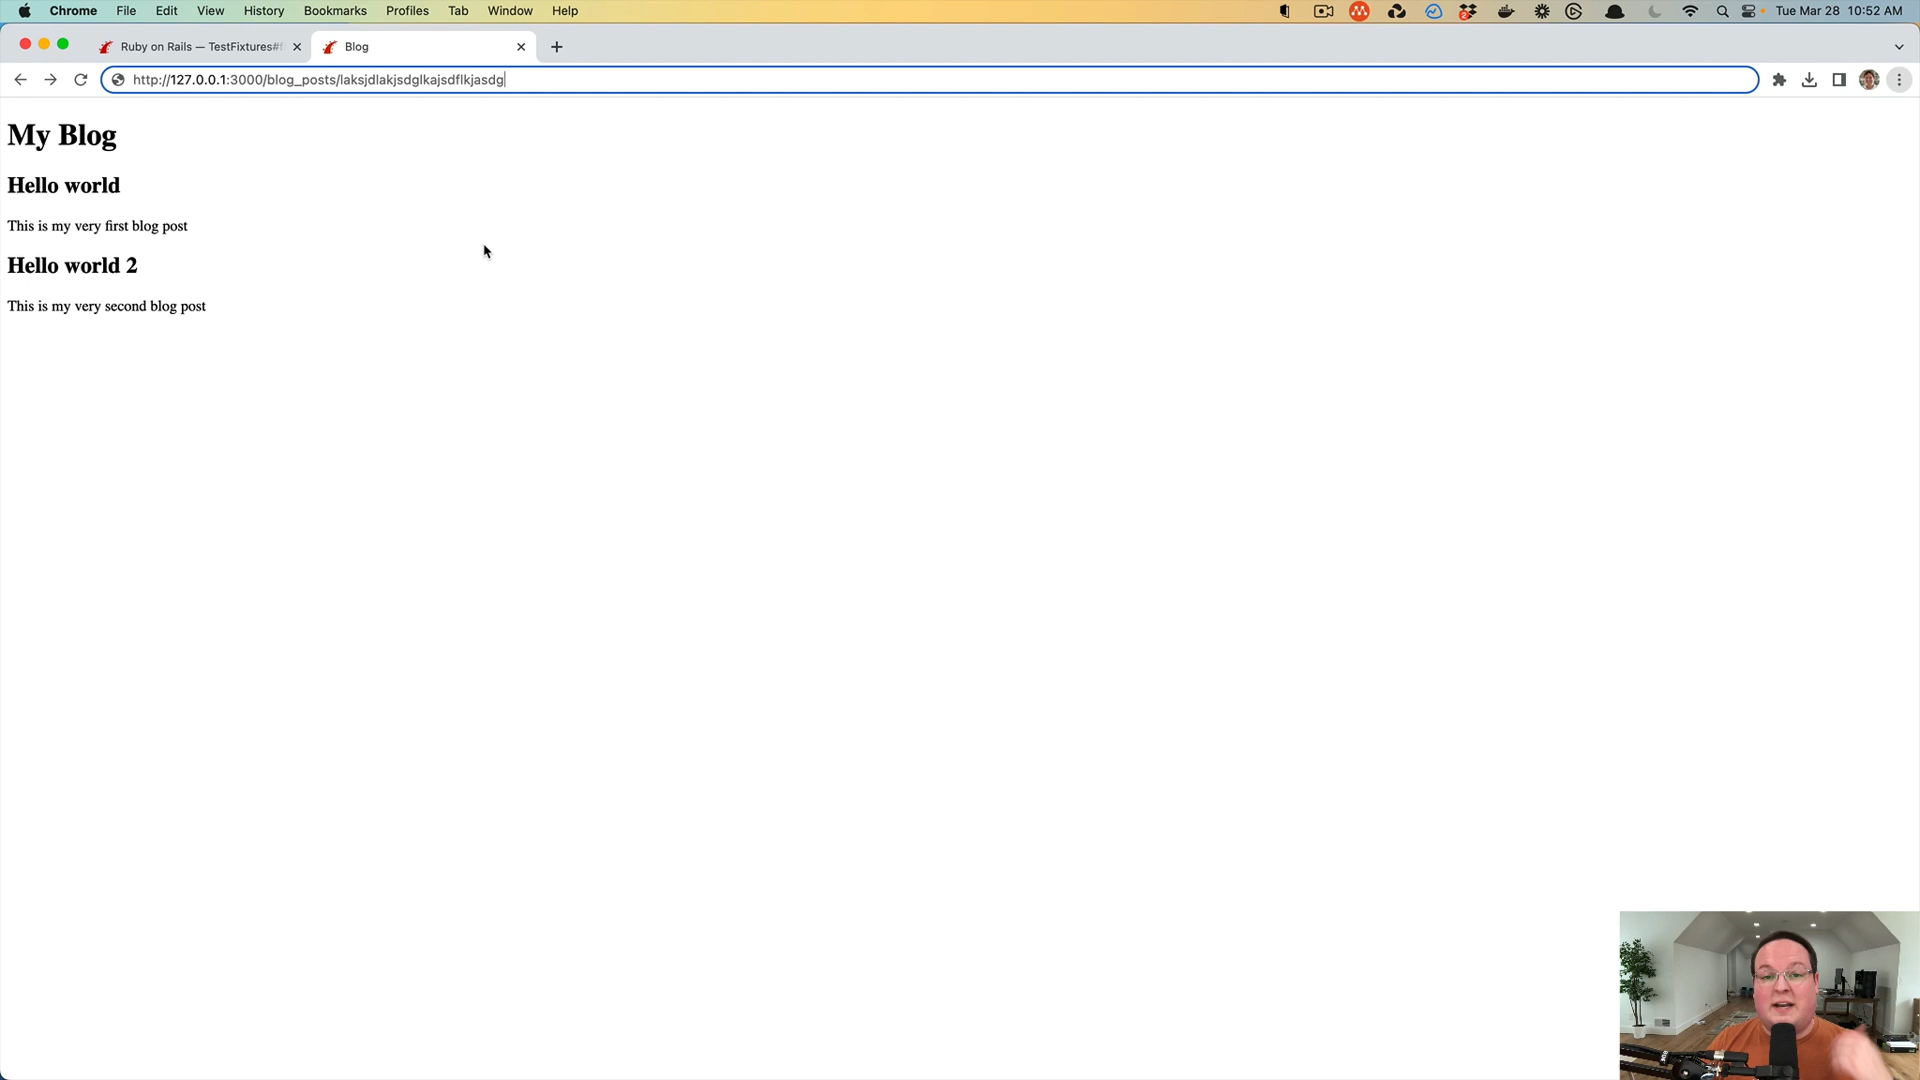 Chrome File Edit View History Bookmarks Profiles Tab Window Help Tue Mar 28 10:52 AM
Ruby on Rails — TestFixtures#f Blog
http://127.0.0.1:3000/blog_posts/laksjdlakjsdglkajsdflkjasdg
My Blog
Hello world
This is my very first blog post
Hello world 2
This is my very second blog post